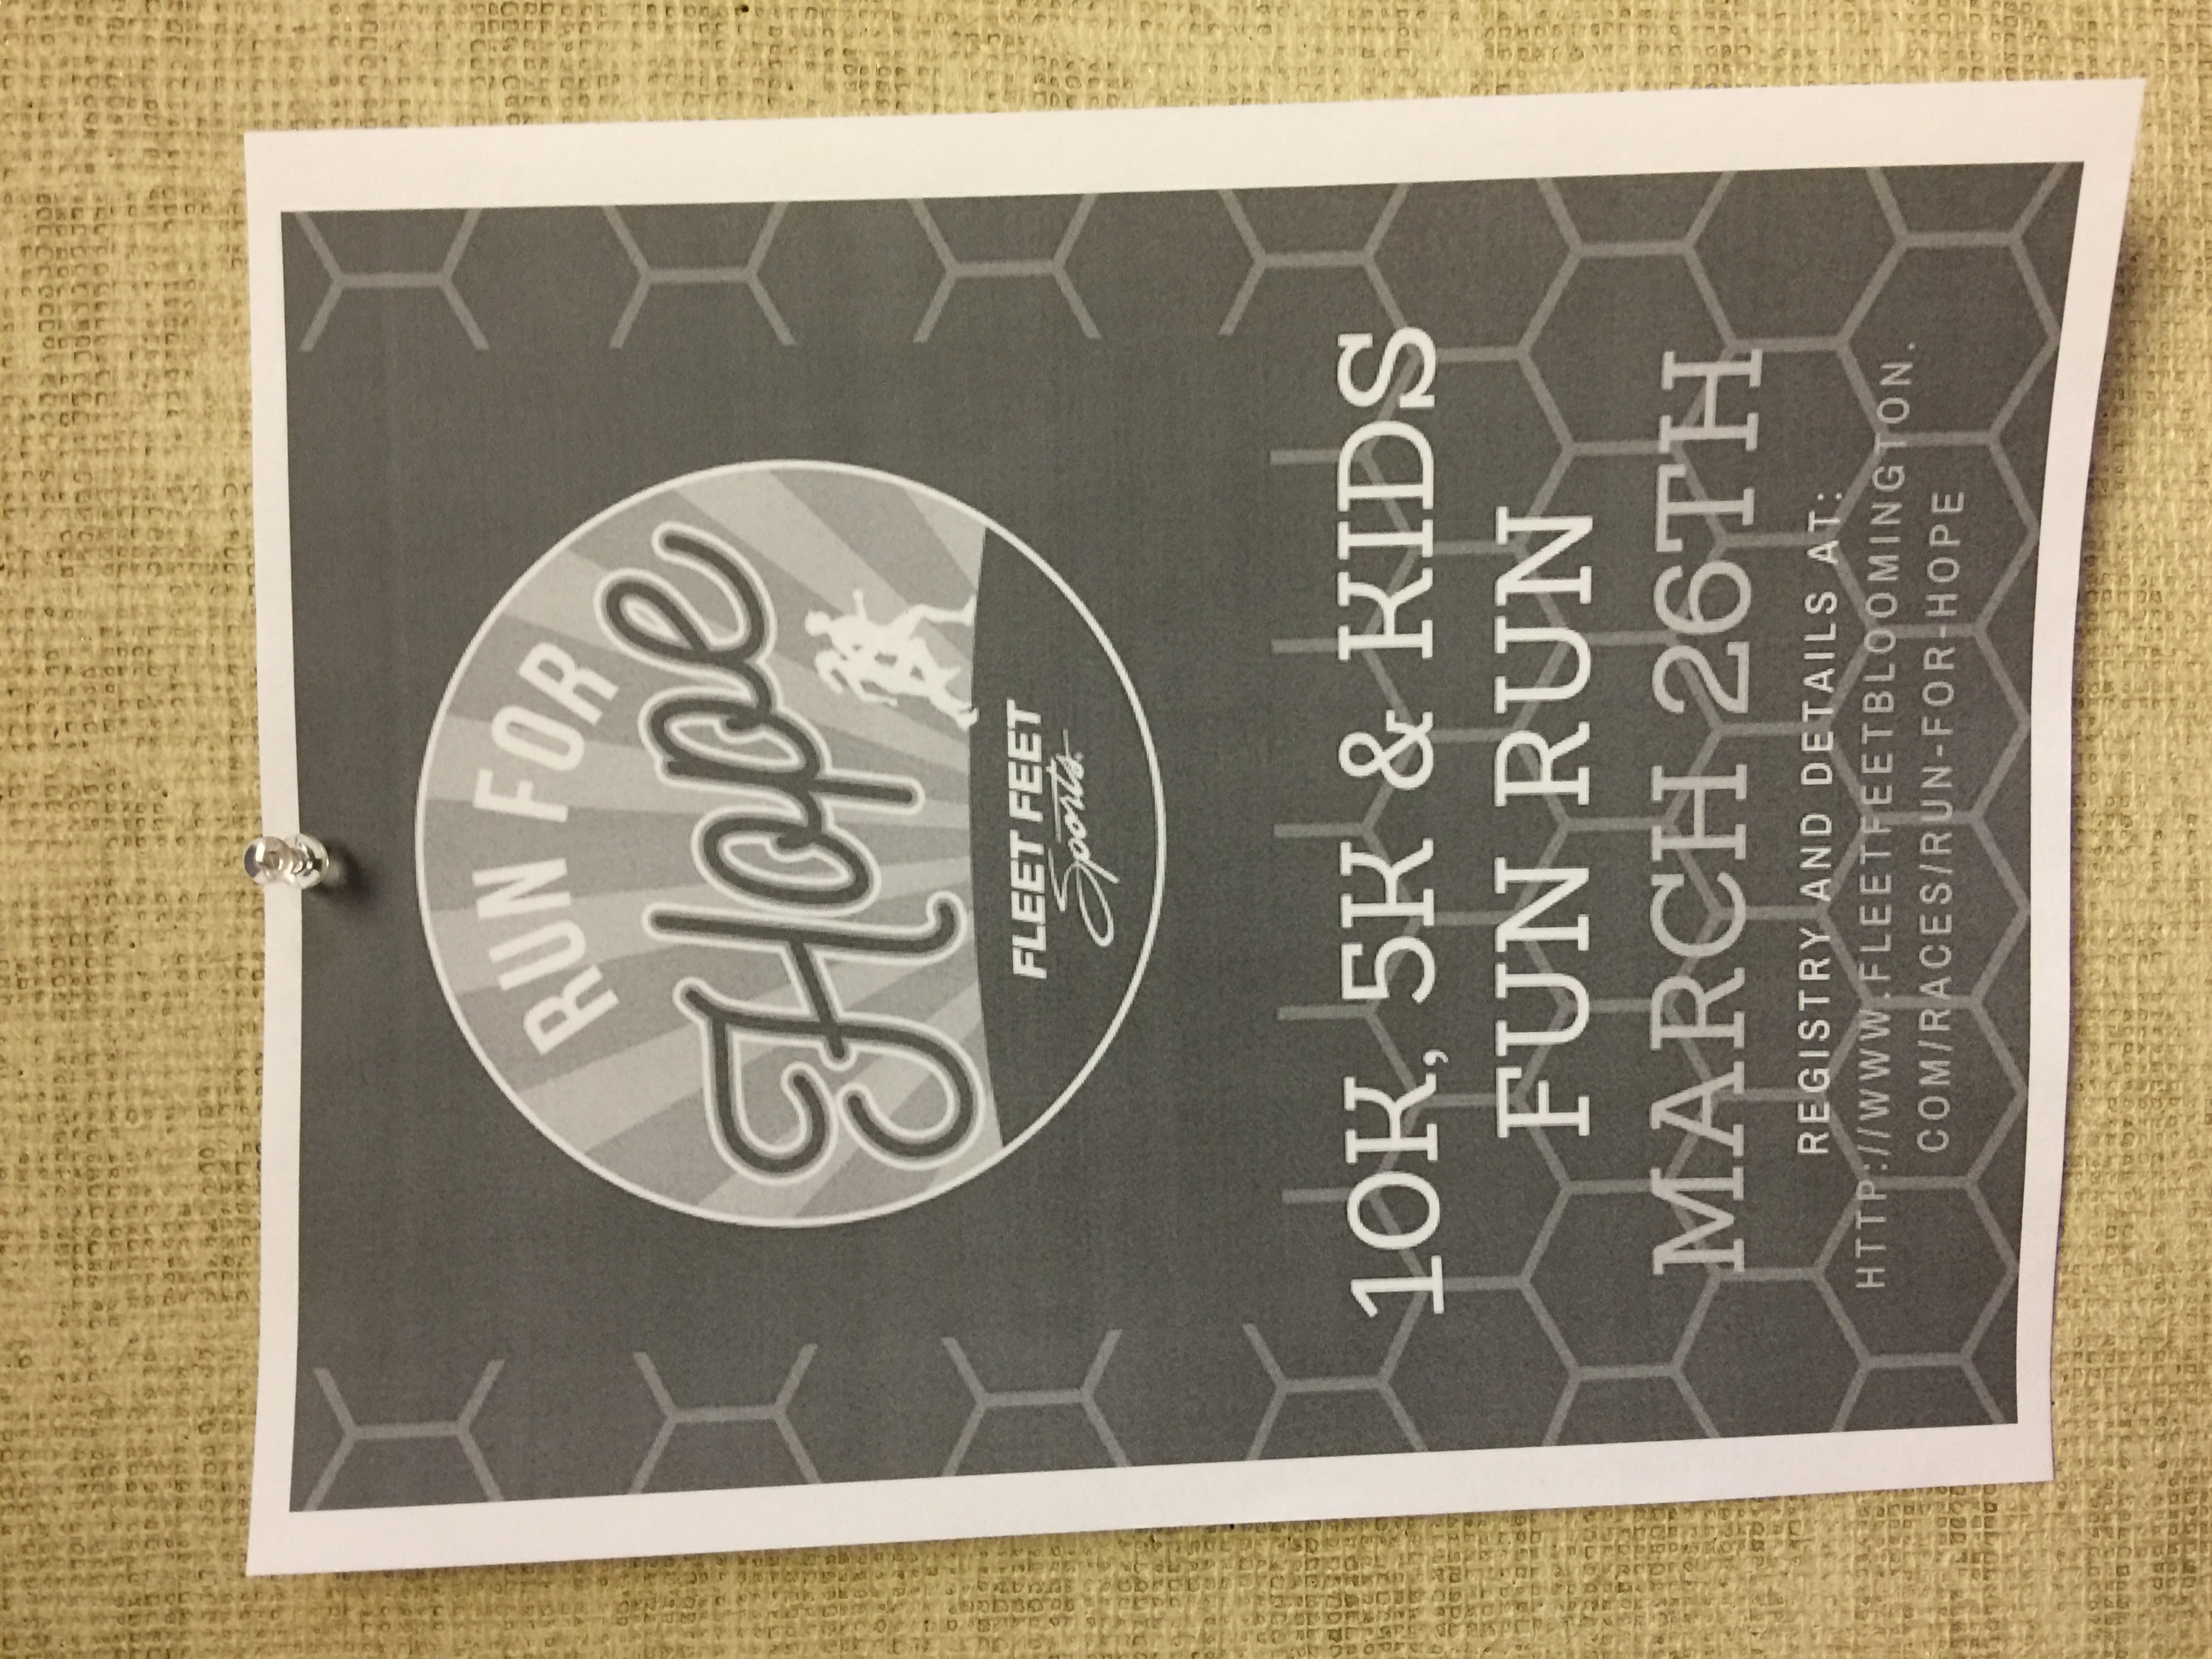 RUN FOR
Hope
FLEET FEET
Sports
10K, 5K & KIDS
FUN RUN
MARCH 26TH
REGISTRY AND DETAILS AT:
HTTP://WWW.FLEETFEETBLOOMINGTON.
COM/RACES/RUN-FOR-HOPE